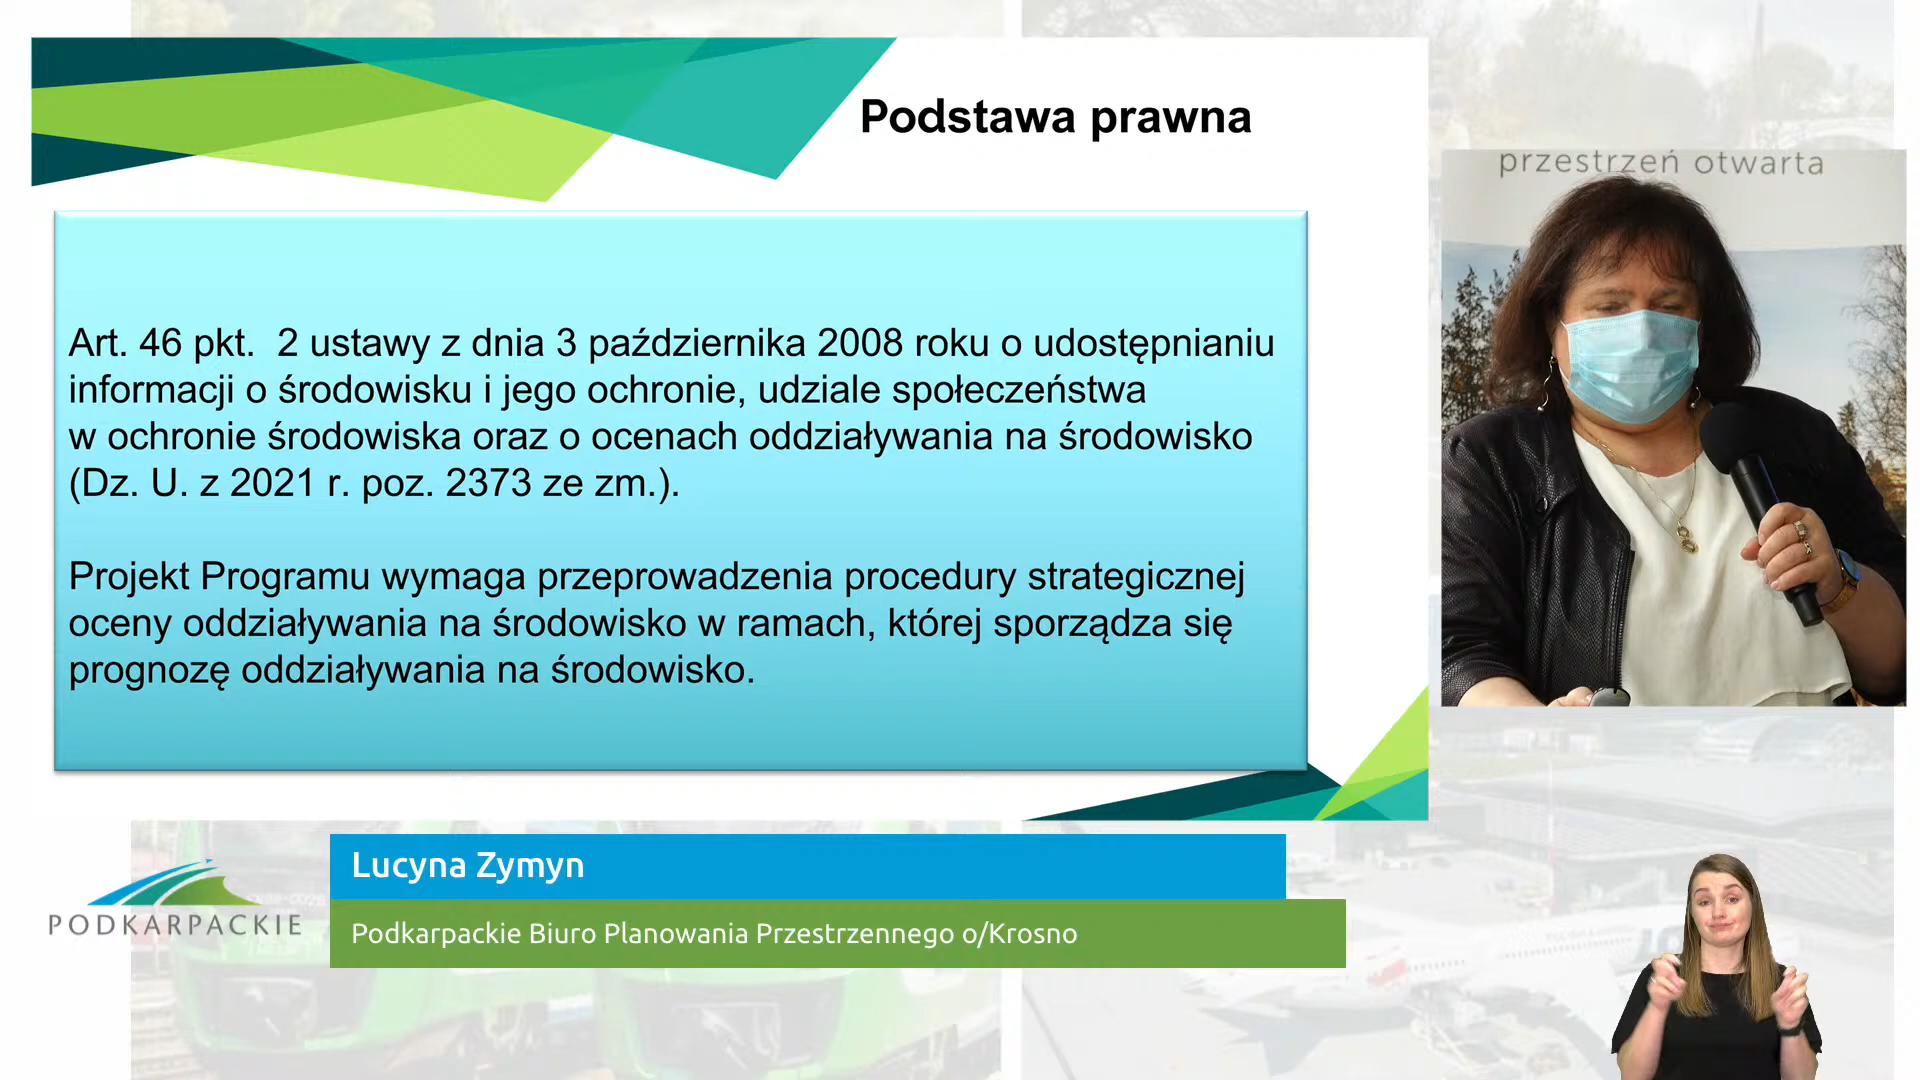 Podstawa prawna
przestrzeń otwarta
Art. 46 pkt.  2 ustawy z dnia 3 października 2008 roku o udostępnianiu
informacji o środowisku i jego ochronie, udziale społeczeństwa
w ochronie środowiska oraz o ocenach oddziaływania na środowisko
(Dz. U. z 2021 r. poz. 2373 ze zm.).
Projekt Programu wymaga przeprowadzenia procedury strategicznej
oceny oddziaływania na środowisko w ramach, której sporządza się
prognozę oddziaływania na środowisko.
Lucyna Zymyn
PODKARPACKIE
Podkarpackie Biuro Planowania Przestrzennego o/Krosno